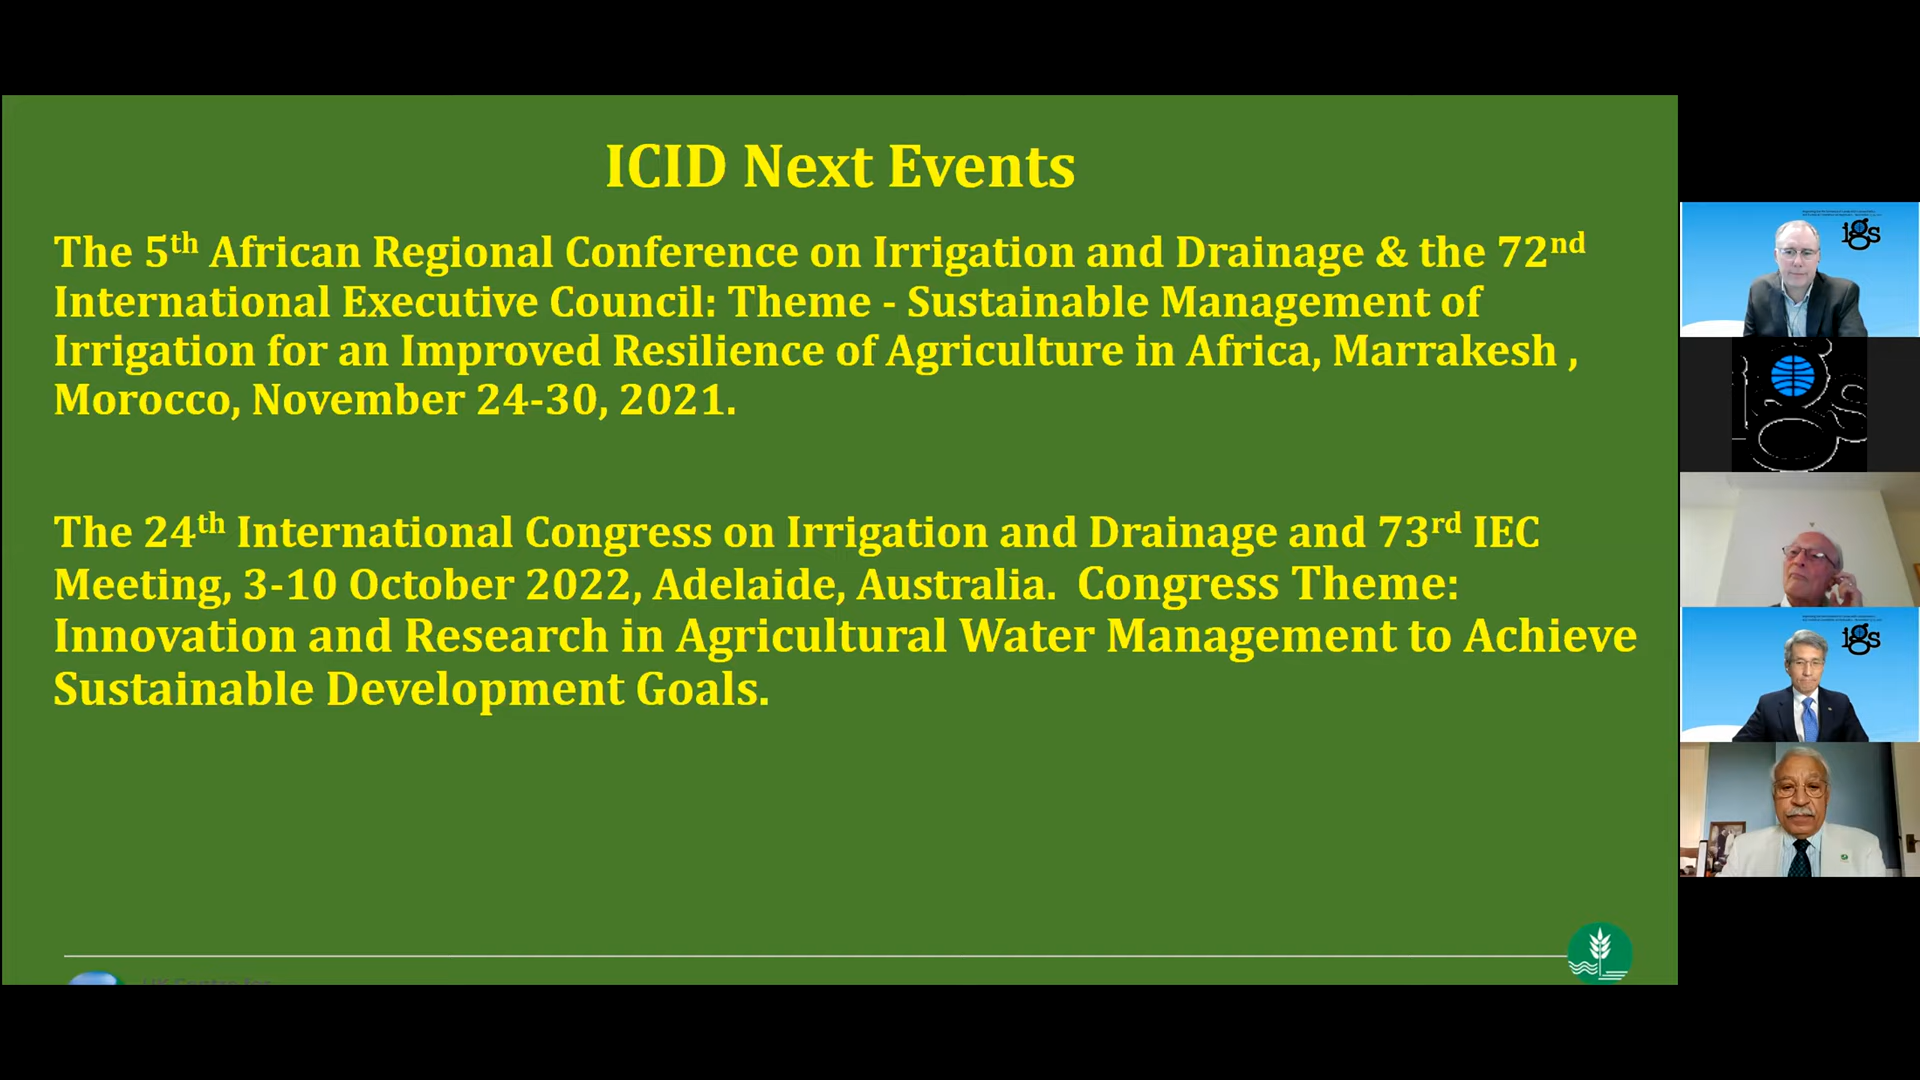 ICID Next Events
The 5th African Regional Conference on Irrigation and Drainage & the 72nd
International Executive Council: Theme - Sustainable Management of
Irrigation for an Improved Resilience of Agriculture in Africa, Marrakesh ,
Morocco, November 24-30, 2021.
The 24th International Congress on Irrigation and Drainage and 73rd IEC
Meeting, 3-10 October 2022, Adelaide, Australia.  Congress Theme:
Innovation and Research in Agricultural Water Management to Achieve
Sustainable Development Goals.
igs
igs
igs